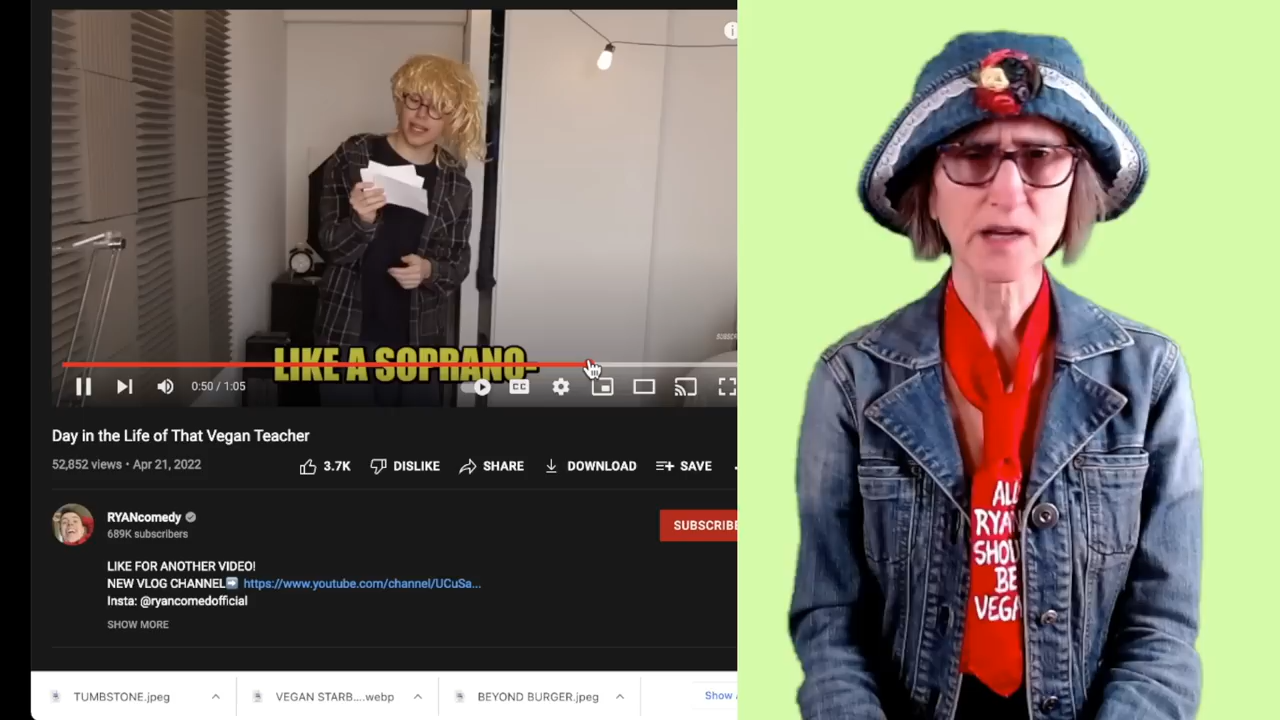 LIKE A SOPRANO-
0:50 / 1:05
CC
Day in the Life of That Vegan Teacher
52,852 views • Apr 21, 2022
3.7K DISLIKE SHARE DOWNLOAD SAVE
RYANcomedy
689K subscribers
SUBSCRIBE
LIKE FOR ANOTHER VIDEO!
NEW VLOG CHANNEL➡️ https://www.youtube.com/channel/UCuSa...
Insta: @ryancomedofficial
SHOW MORE
TUMBSTONE.jpeg
VEGAN STARB....webp
BEYOND BURGER.jpeg
Show
ALL
RYAN
SHOU
BE
VEGA